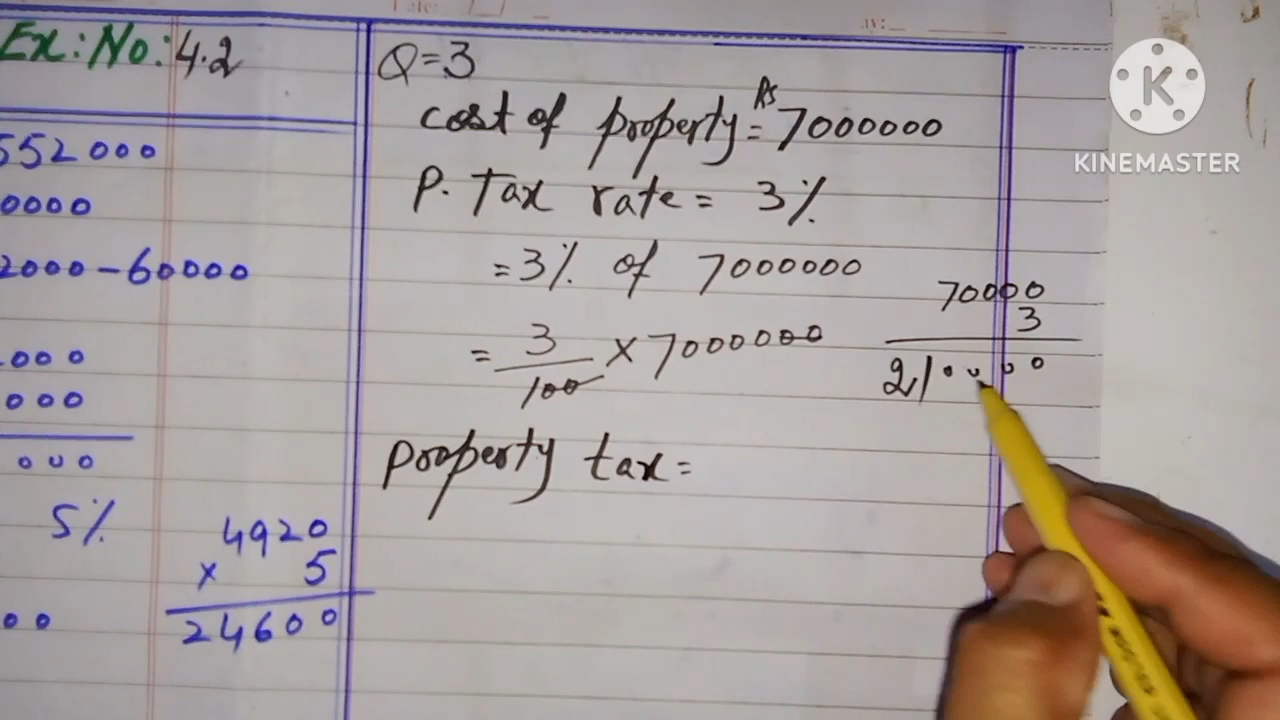 Ex: No: 4.2
552000
0000
2000-60000
000
000
000
5%
4920
× 5
24600
00
Q=3
Cost of property = Rs 7000000
P. Tax rate = 3%
= 3% of 7000000
= 3/100 × 7000000
70000
3
210000
property tax =
KINEMASTER